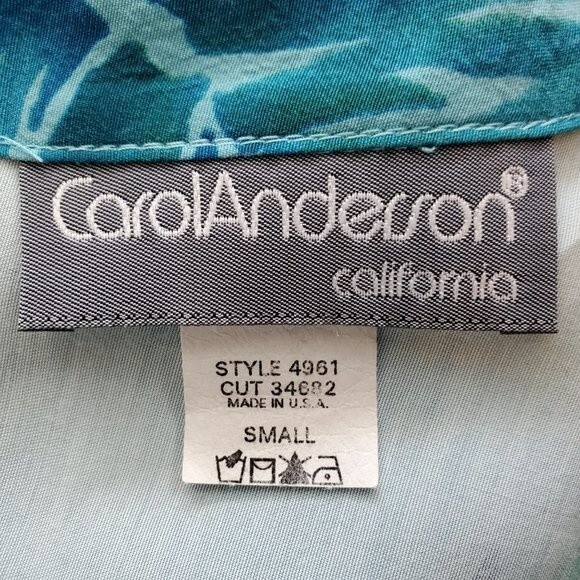 CarolAnderson®
california
STYLE 4961
CUT 34682
MADE IN U.S.A.
SMALL